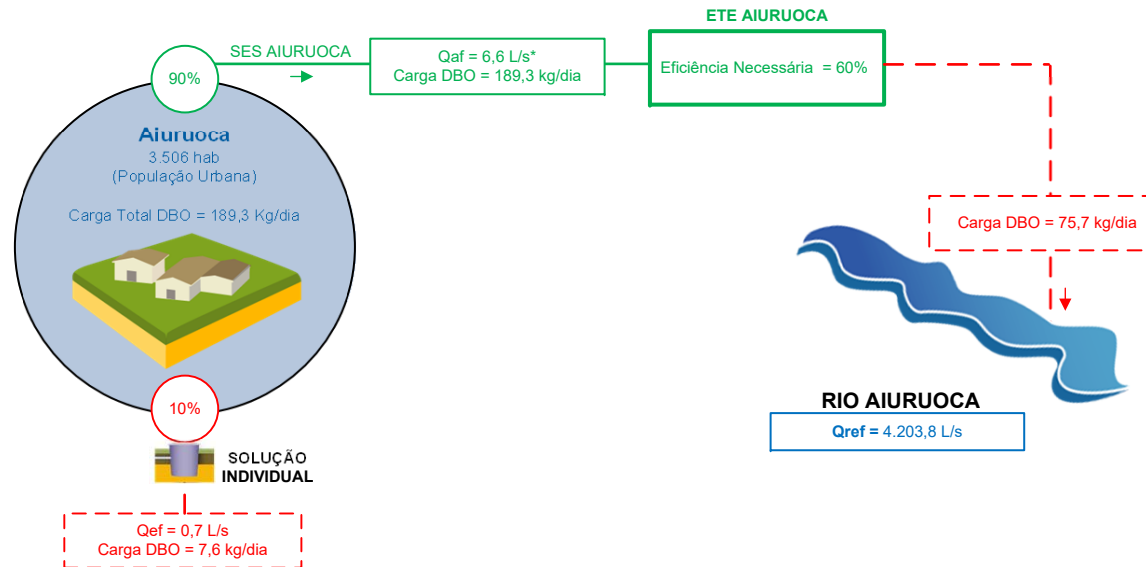 ETE AIURUOCA
SES AIURUOCA
90%
Qaf = 6,6 L/s*
Carga DBO = 189,3 kg/dia
Eficiência Necessária = 60%
Aiuruoca
3.506 hab
(População Urbana)
Carga Total DBO = 189,3 Kg/dia
Carga DBO = 75,7 kg/dia
RIO AIURUOCA
Qref = 4.203,8 L/s
10%
SOLUÇÃO
INDIVIDUAL
Qef = 0,7 L/s
Carga DBO = 7,6 kg/dia